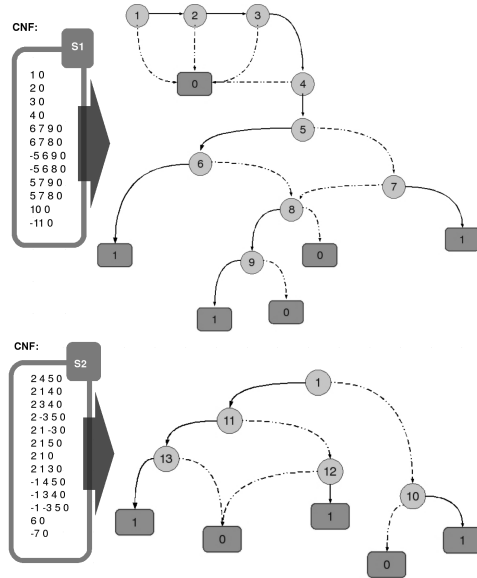 CNF:
S1
1 0
2 0
3 0
4 0
6 7 9 0
6 7 8 0
-5 6 9 0
-5 6 8 0
5 7 9 0
5 7 8 0
10 0
-11 0
1 2 3
0 4
5
6 7
8
1 0 1
9
1 0
CNF:
S2
2 4 5 0
2 1 4 0
2 3 4 0
2 -3 5 0
2 1 -3 0
2 1 5 0
2 1 0
2 1 3 0
-1 4 5 0
-1 3 4 0
-1 -3 5 0
6 0
-7 0
1
11
13 12
10
1 0 1
0 1